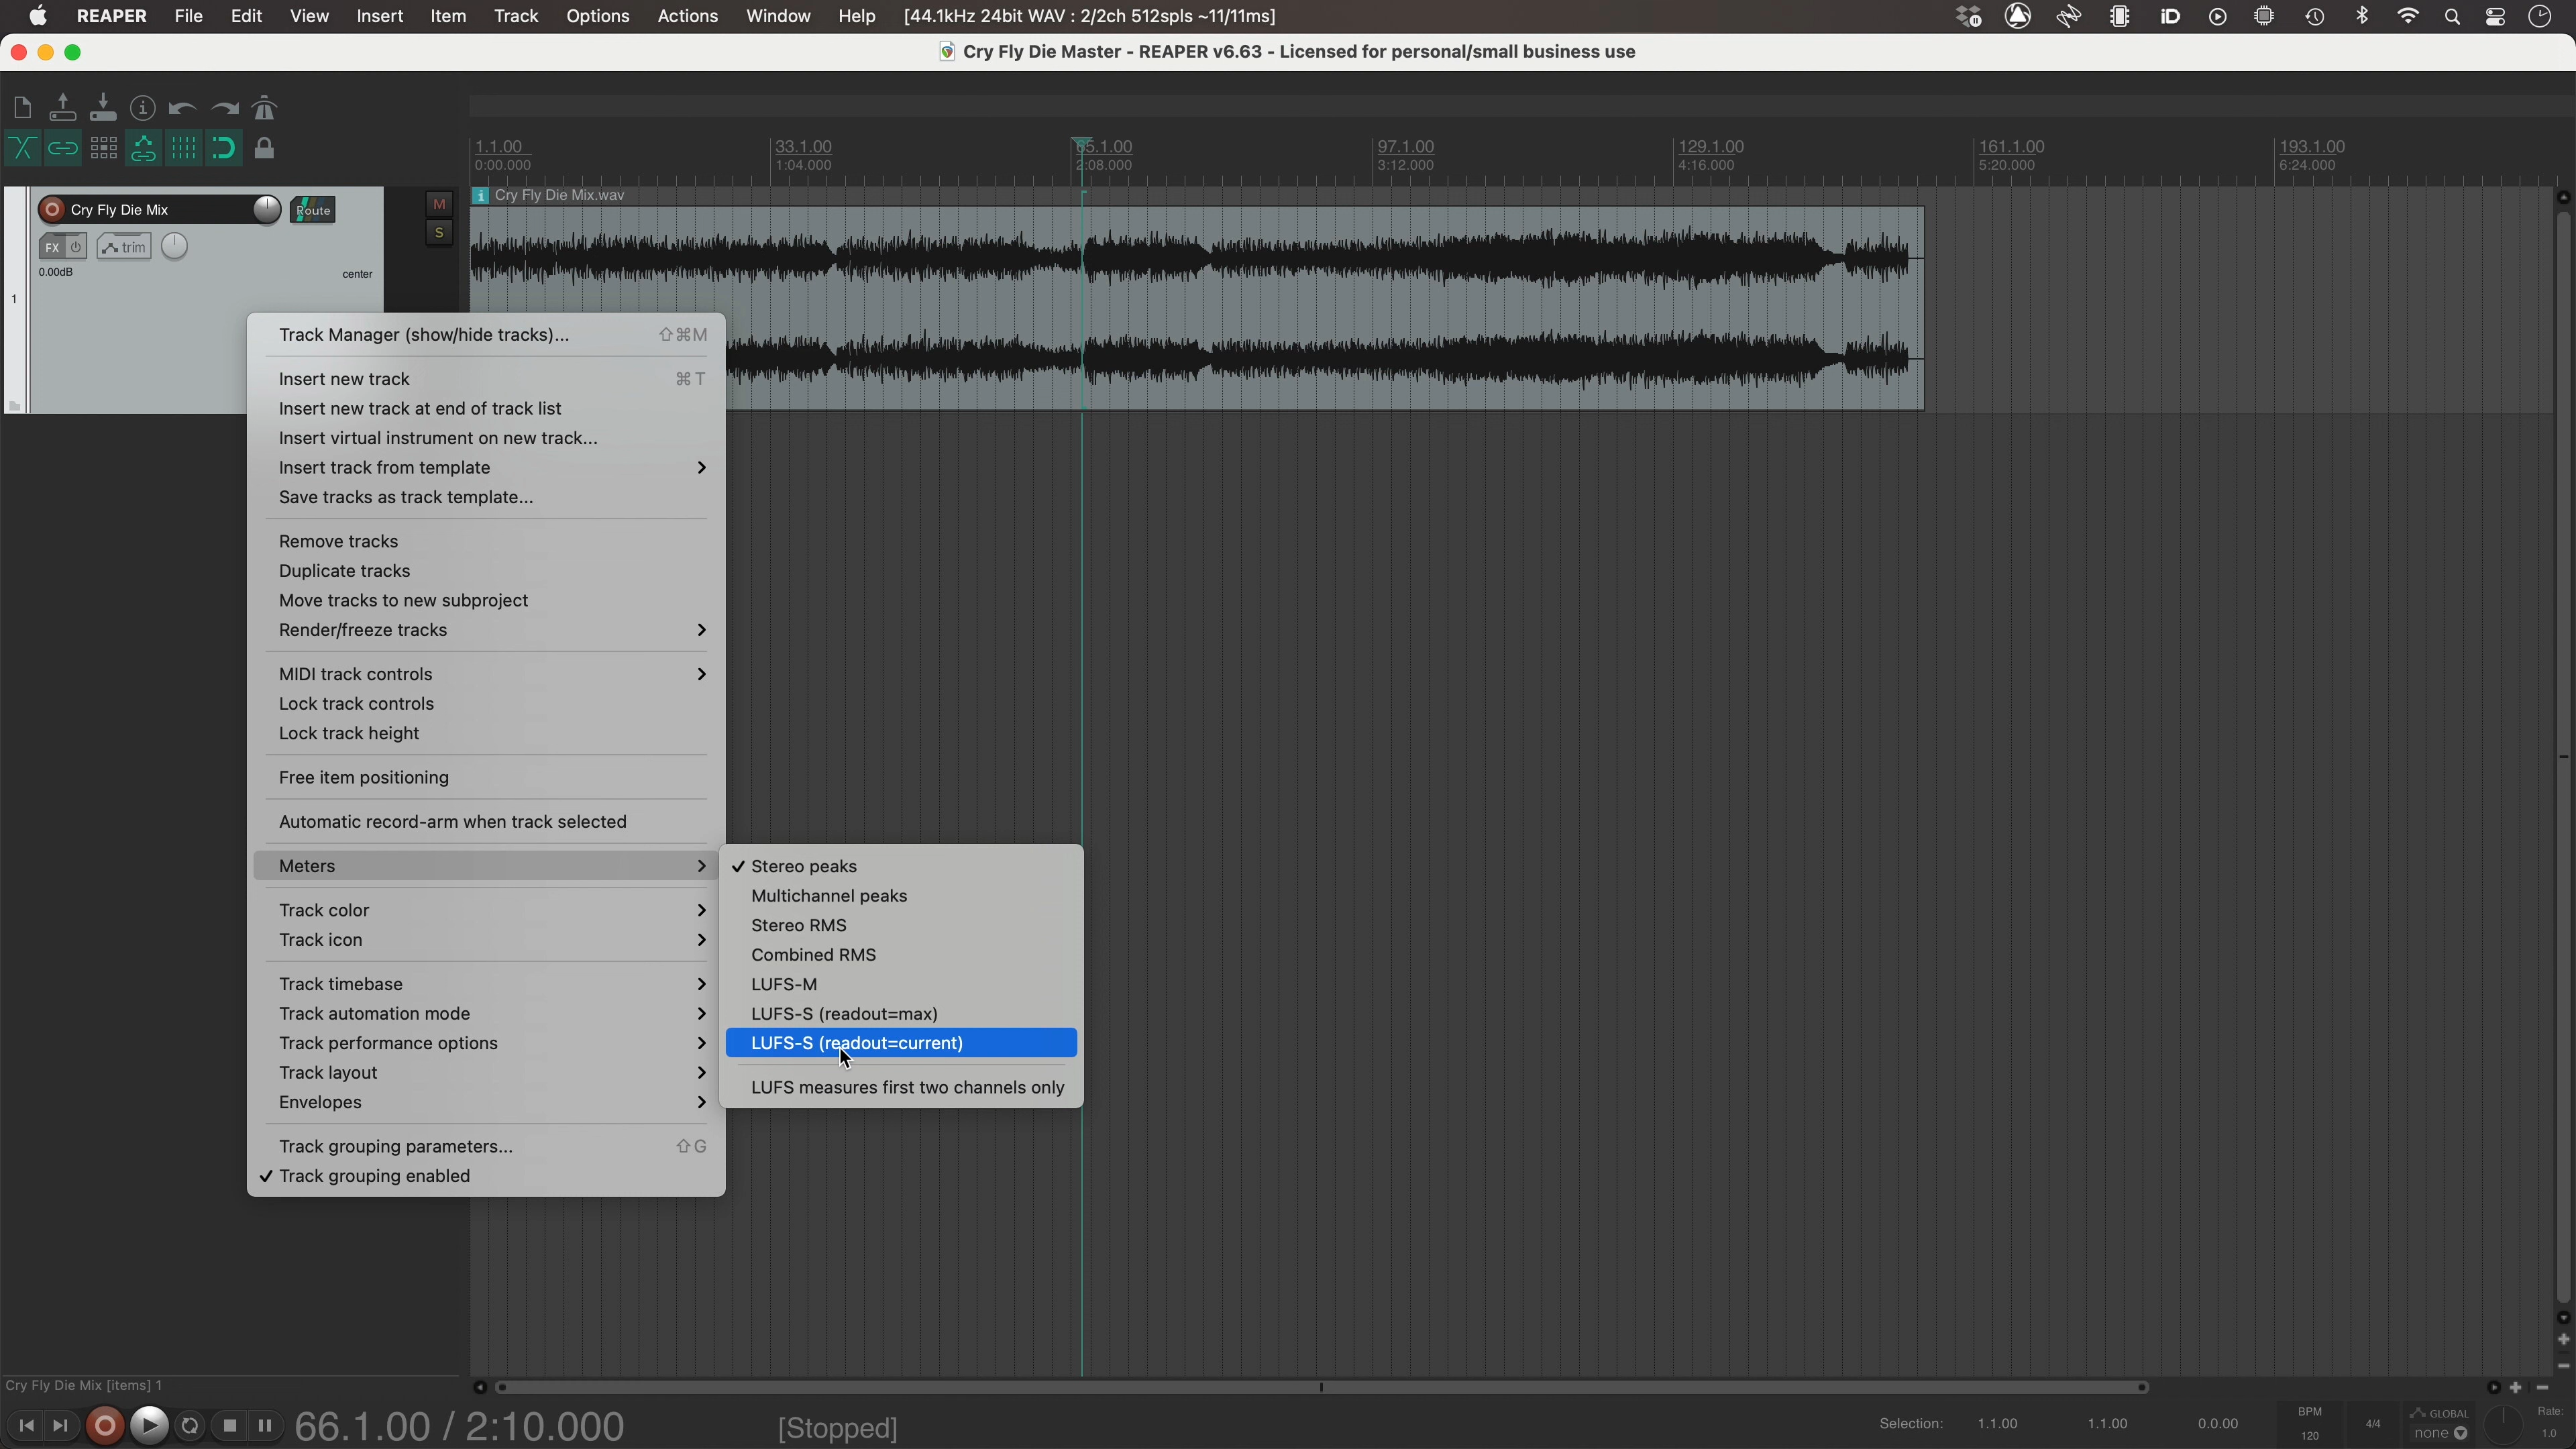 REAPER File Edit View Insert Item Track Options Actions Window Help [44.1kHz 24bit WAV : 2/2ch 512spls ~11/11ms]
Cry Fly Die Master - REAPER v6.63 - Licensed for personal/small business use
1.1.00 33.1.00 65.1.00 97.1.00 129.1.00 161.1.00 193.1.00
0:00.000 1:04.000 2:08.000 3:12.000 4:16.000 5:20.000 6:24.000
Cry Fly Die Mix.wav
Cry Fly Die Mix Route M
S
FX trim
0.00dB center
1
Track Manager (show/hide tracks)... ⇧⌘M
Insert new track ⌘T
Insert new track at end of track list
Insert virtual instrument on new track...
Insert track from template
Save tracks as track template...
Remove tracks
Duplicate tracks
Move tracks to new subproject
Render/freeze tracks
MIDI track controls
Lock track controls
Lock track height
Free item positioning
Automatic record-arm when track selected
Meters
Track color
Track icon
Track timebase
Track automation mode
Track performance options
Track layout
Envelopes
Track grouping parameters... ⇧G
✓ Track grouping enabled
✓ Stereo peaks
Multichannel peaks
Stereo RMS
Combined RMS
LUFS-M
LUFS-S (readout=max)
LUFS-S (readout=current)
LUFS measures first two channels only
Cry Fly Die Mix [items] 1
66.1.00 / 2:10.000 [Stopped]
Selection: 1.1.00 1.1.00 0.0.00
BPM
120
4/4
GLOBAL
none
Rate:
1.0